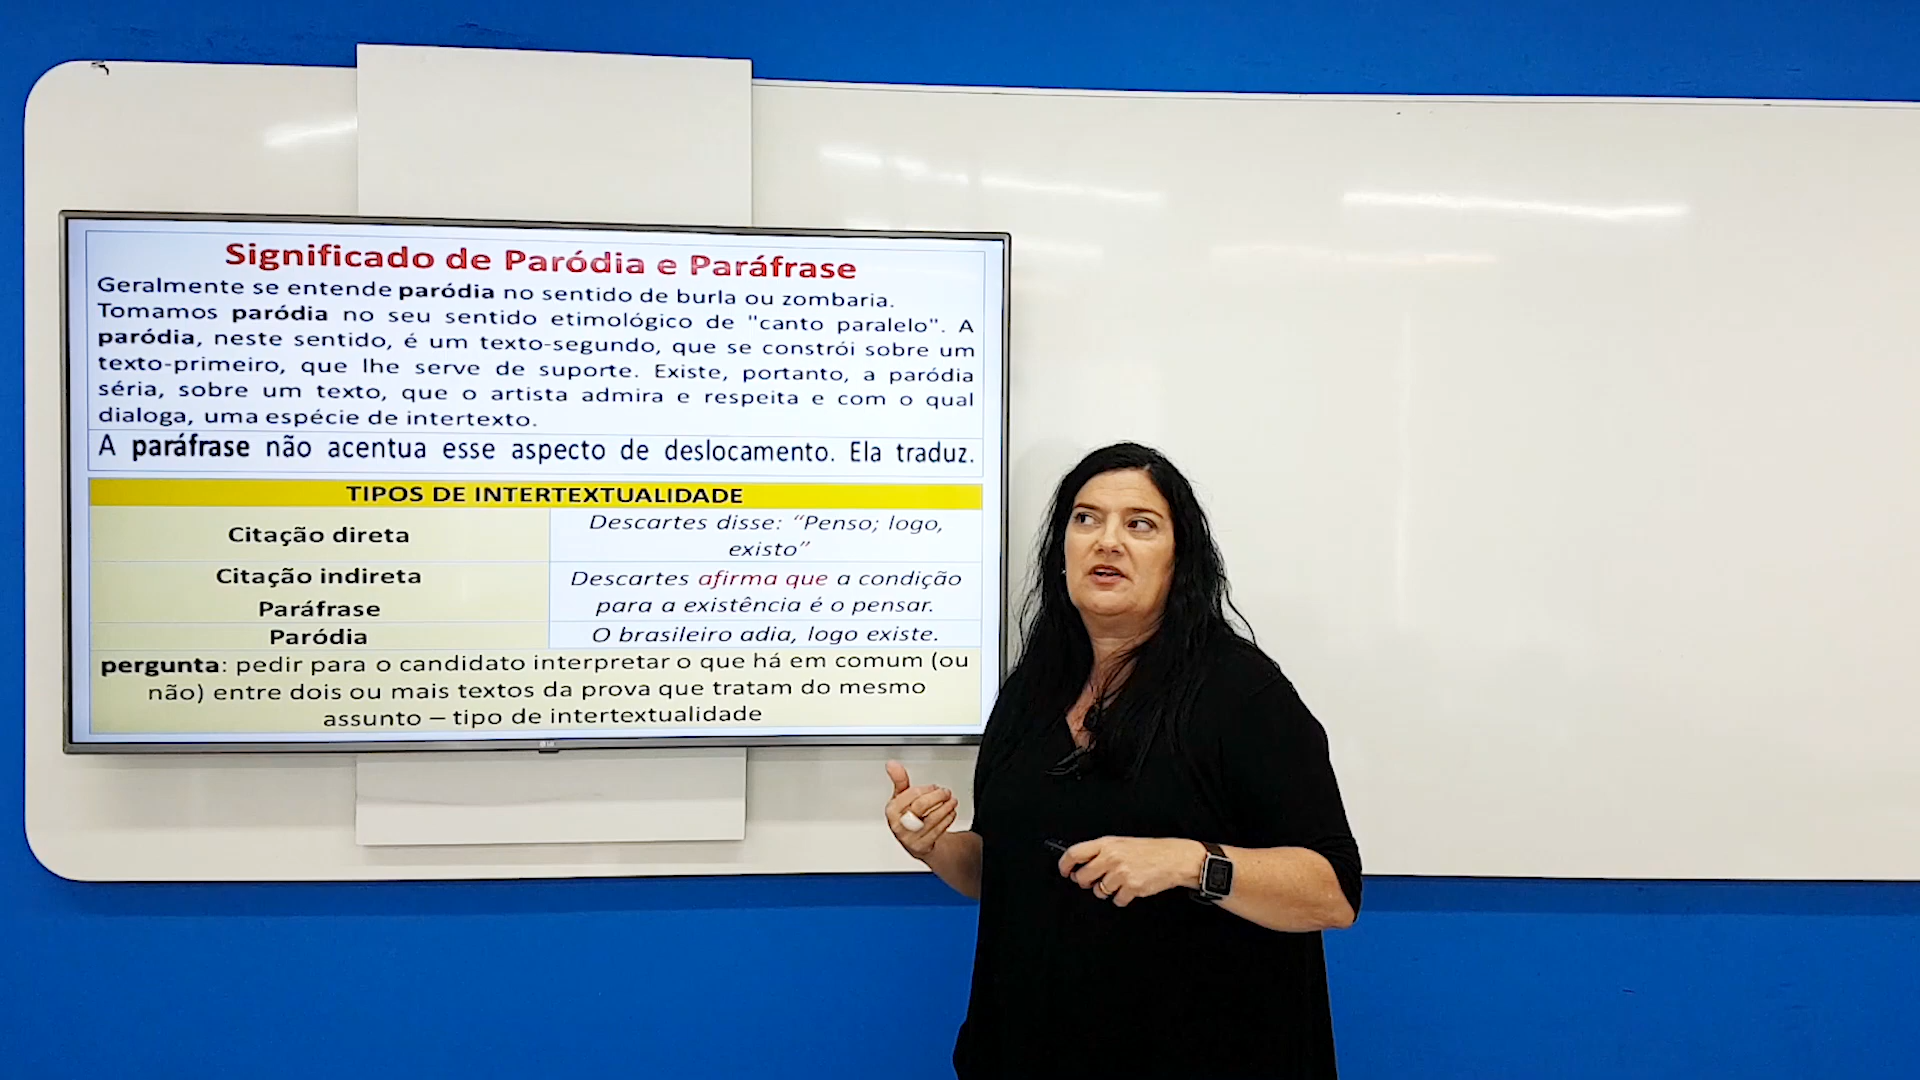 Significado de Paródia e Paráfrase
Geralmente se entende paródia no sentido de burla ou zombaria.
Tomamos paródia no seu sentido etimológico de "canto paralelo". A
paródia, neste sentido, é um texto-segundo, que se constrói sobre um
texto-primeiro, que lhe serve de suporte. Existe, portanto, a paródia
séria, sobre um texto, que o artista admira e respeita e com o qual
dialoga, uma espécie de intertexto.
A paráfrase não acentua esse aspecto de deslocamento. Ela traduz.
TIPOS DE INTERTEXTUALIDADE
Citação direta
Descartes disse: “Penso; logo,
existo”
Citação indireta
Paráfrase
Descartes afirma que a condição
para a existência é o pensar.
Paródia
O brasileiro adia, logo existe.
pergunta: pedir para o candidato interpretar o que há em comum (ou
não) entre dois ou mais textos da prova que tratam do mesmo
assunto – tipo de intertextualidade
LG